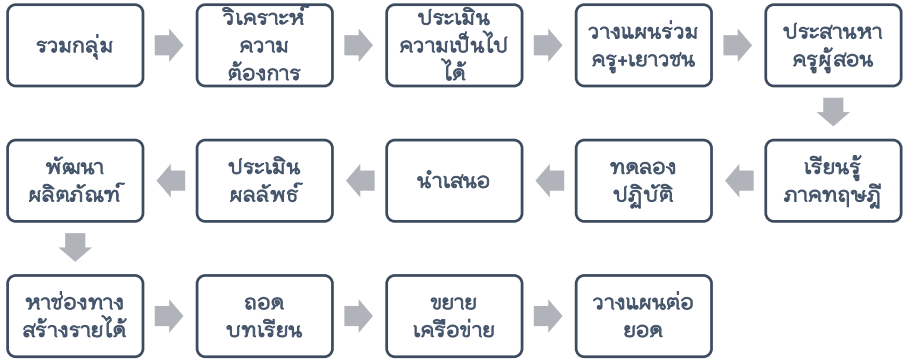 รวมกลุ่ม
วิเคราะห์
ความ
ต้องการ
ประเมิน
ความเป็นไป
ได้
วางแผนร่วม
ครู+เยาวชน
ประสานหา
ครูผู้สอน
เรียนรู้
ภาคทฤษฎี
ทดลอง
ปฏิบัติ
นำเสนอ
ประเมิน
ผลลัพธ์
พัฒนา
ผลิตภัณฑ์
หาช่องทาง
สร้างรายได้
ถอด
บทเรียน
ขยาย
เครือข่าย
วางแผนต่อ
ยอด